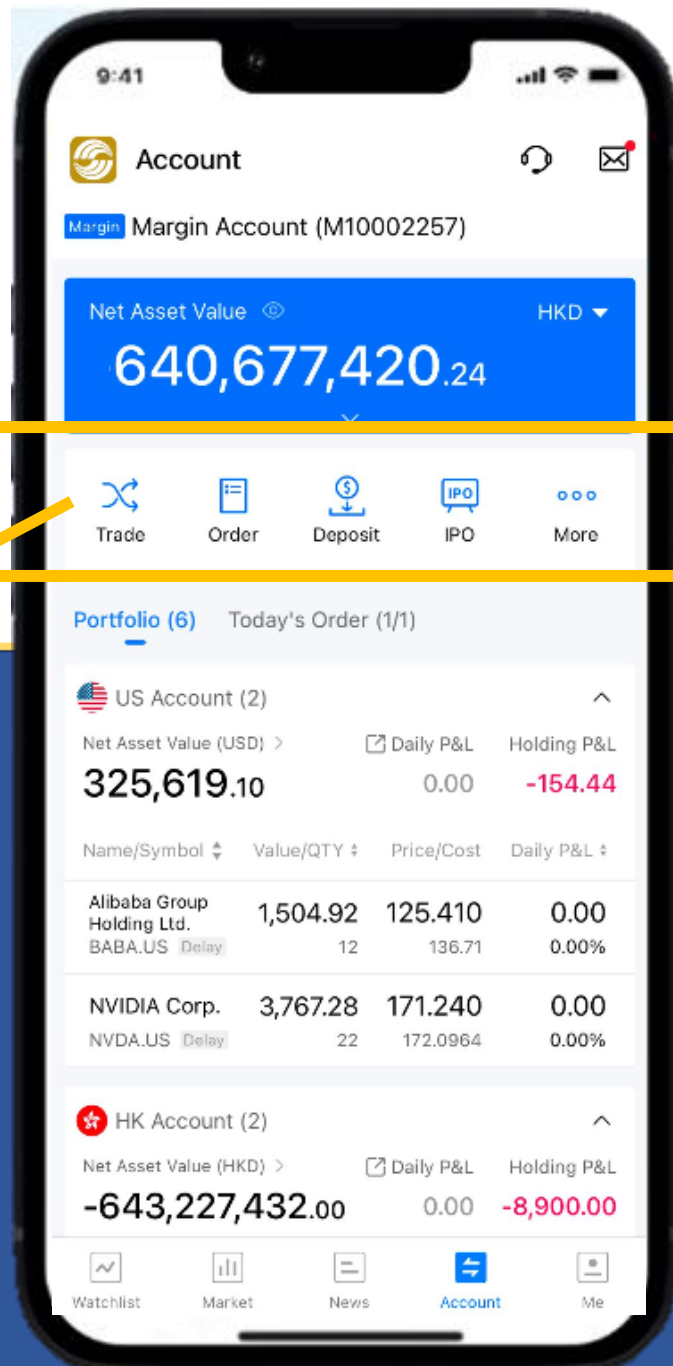 9:41
Account
Margin Margin Account (M10002257)
Net Asset Value HKD
640,677,420.24
IPO
Trade Order Deposit IPO More
Portfolio (6) Today's Order (1/1)
US Account (2)
Net Asset Value (USD) > Daily P&L Holding P&L
325,619.10 0.00 -154.44
Name/Symbol Value/QTY Price/Cost Daily P&L
Alibaba Group
Holding Ltd. 1,504.92 125.410 0.00
BABA.US Delay 12 136.71 0.00%
NVIDIA Corp. 3,767.28 171.240 0.00
NVDA.US Delay 22 172.0964 0.00%
HK Account (2)
Net Asset Value (HKD) > Daily P&L Holding P&L
-643,227,432.00 0.00 -8,900.00
Watchlist Market News Account Me